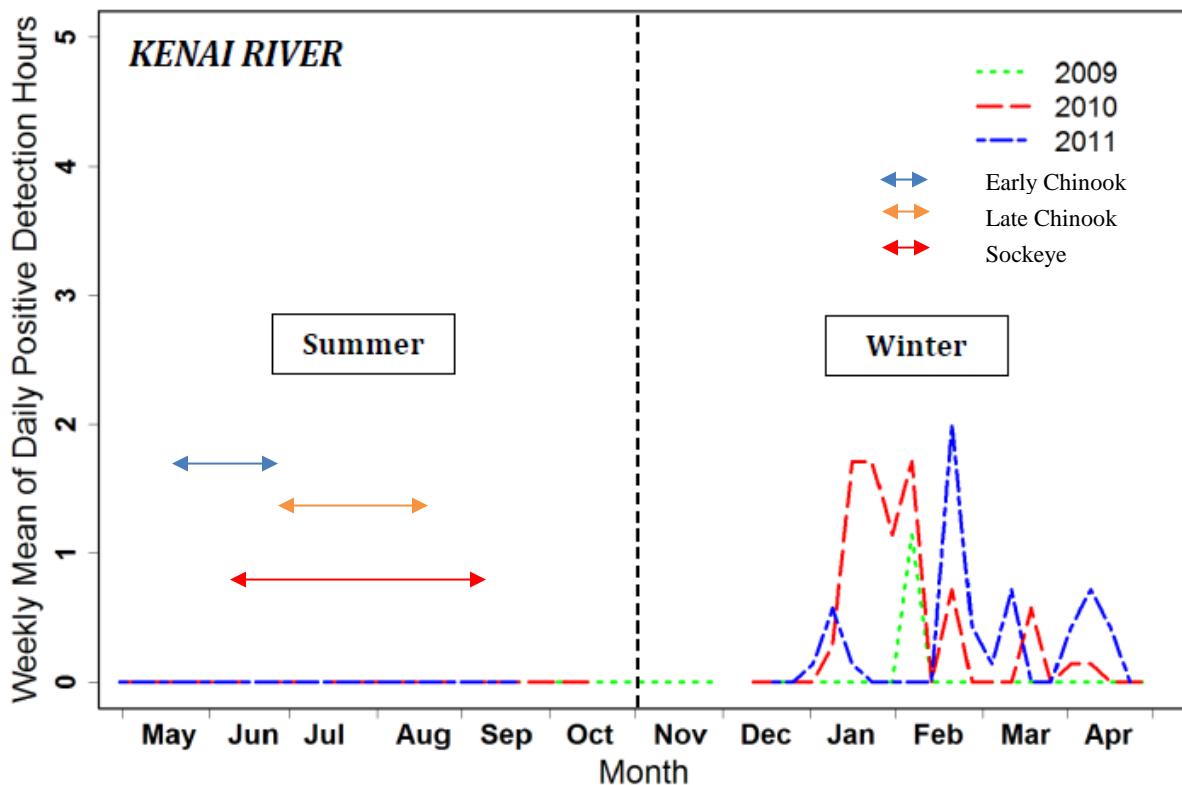 KENAI RIVER
2009
2010
2011
Early Chinook
Late Chinook
Sockeye
Summer
Winter
Weekly Mean of Daily Positive Detection Hours
5
4
3
2
1
0
May Jun Jul Aug Sep Oct Nov Dec Jan Feb Mar Apr
Month